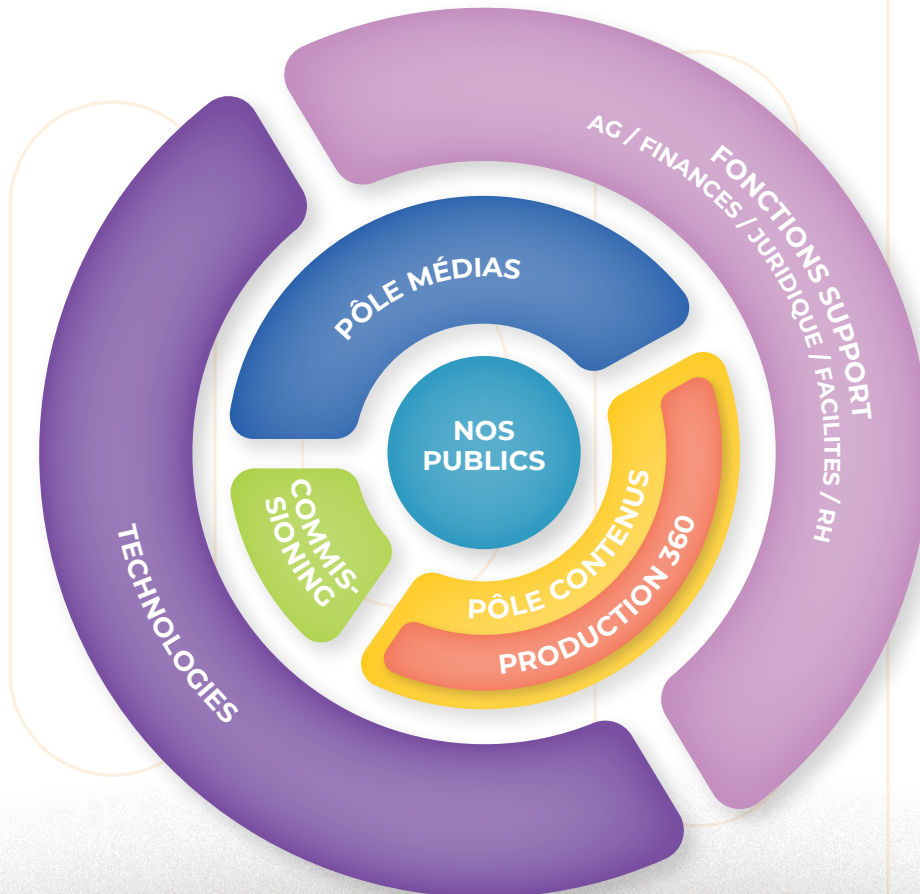 FONCTIONS SUPPORT
AG / FINANCES / JURIDIQUE / FACILITES / RH
PÔLE MÉDIAS
NOS
PUBLICS
COMMIS-
SIONING
PÔLE CONTENUS
PRODUCTION 360
TECHNOLOGIES